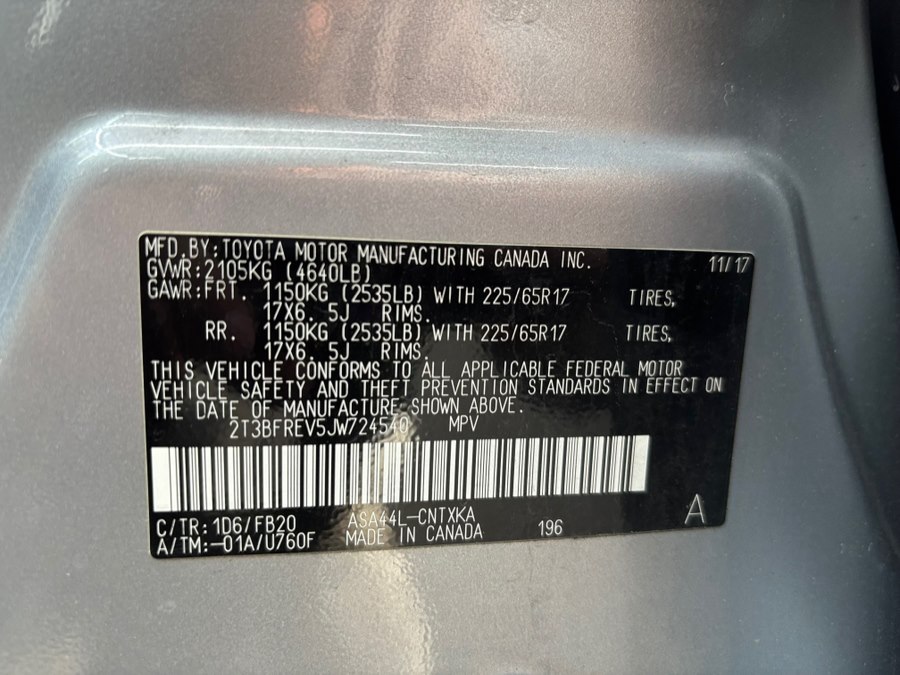 MFD.BY:TOYOTA MOTOR MANUFACTURING CANADA INC. 11/17
GVWR:2105KG (4640LB)
GAWR:FRT. 1150KG (2535LB) WITH 225/65R17 TIRES,
17X6. 5J RIMS.
RR. 1150KG (2535LB) WITH 225/65R17 TIRES,
17X6. 5J RIMS.
THIS VEHICLE CONFORMS TO ALL APPLICABLE FEDERAL MOTOR
VEHICLE SAFETY AND THEFT PREVENTION STANDARDS IN EFFECT ON
THE DATE OF MANUFACTURE SHOWN ABOVE.
2T3BFREV5JW724540 MPV
C/TR: 1D6/FB20 ASA44L-CNTXKA 196 A
A/TM:-01A/U760F MADE IN CANADA